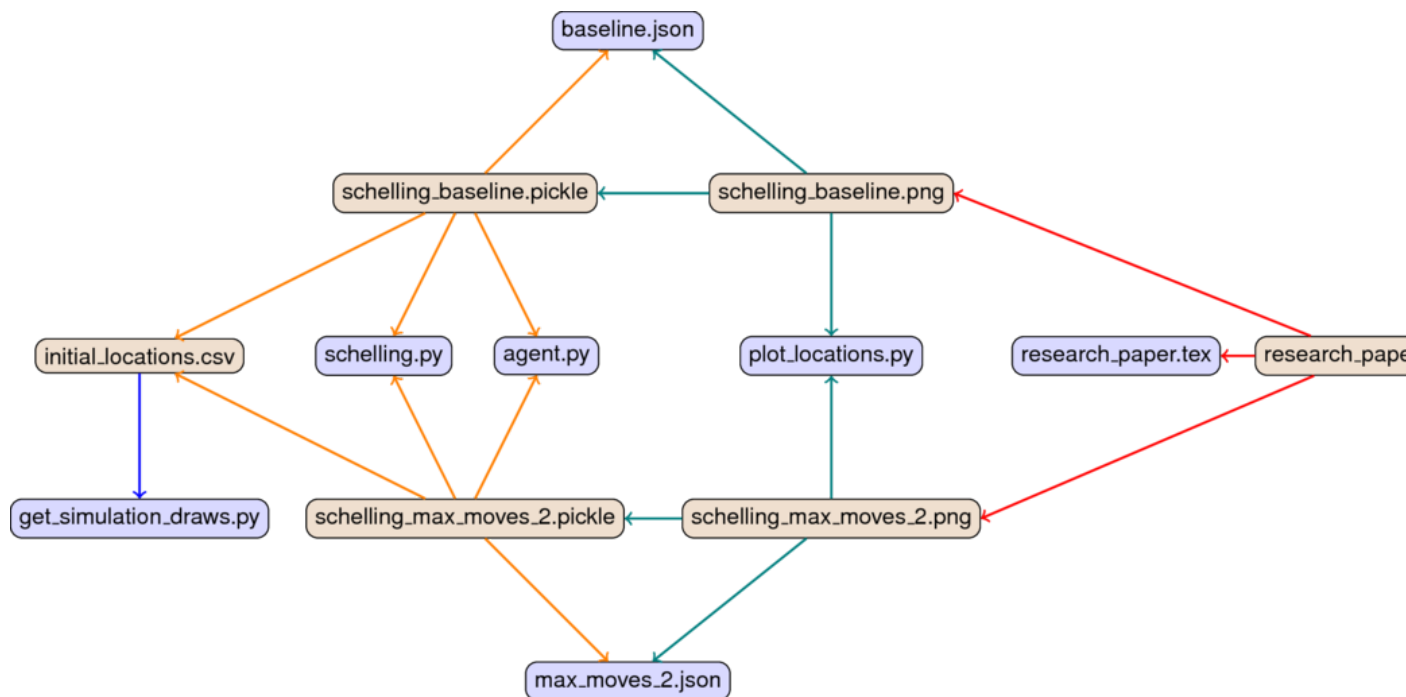 baseline.json
schelling_baseline.pickle
schelling_baseline.png
initial_locations.csv
schelling.py
agent.py
plot_locations.py
research_paper.tex
research_pape
get_simulation_draws.py
schelling_max_moves_2.pickle
schelling_max_moves_2.png
max_moves_2.json